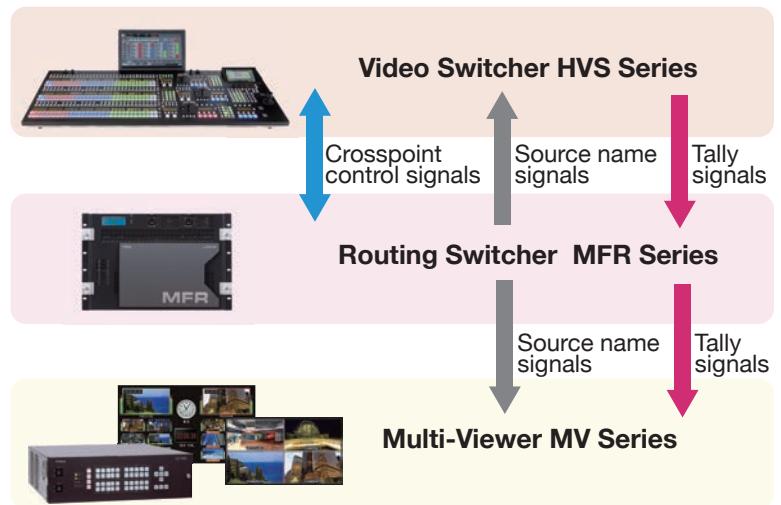 Video Switcher HVS Series
Crosspoint
control signals
Source name
signals
Tally
signals
MFR
Routing Switcher MFR Series
Source name
signals
Tally
signals
Multi-Viewer MV Series